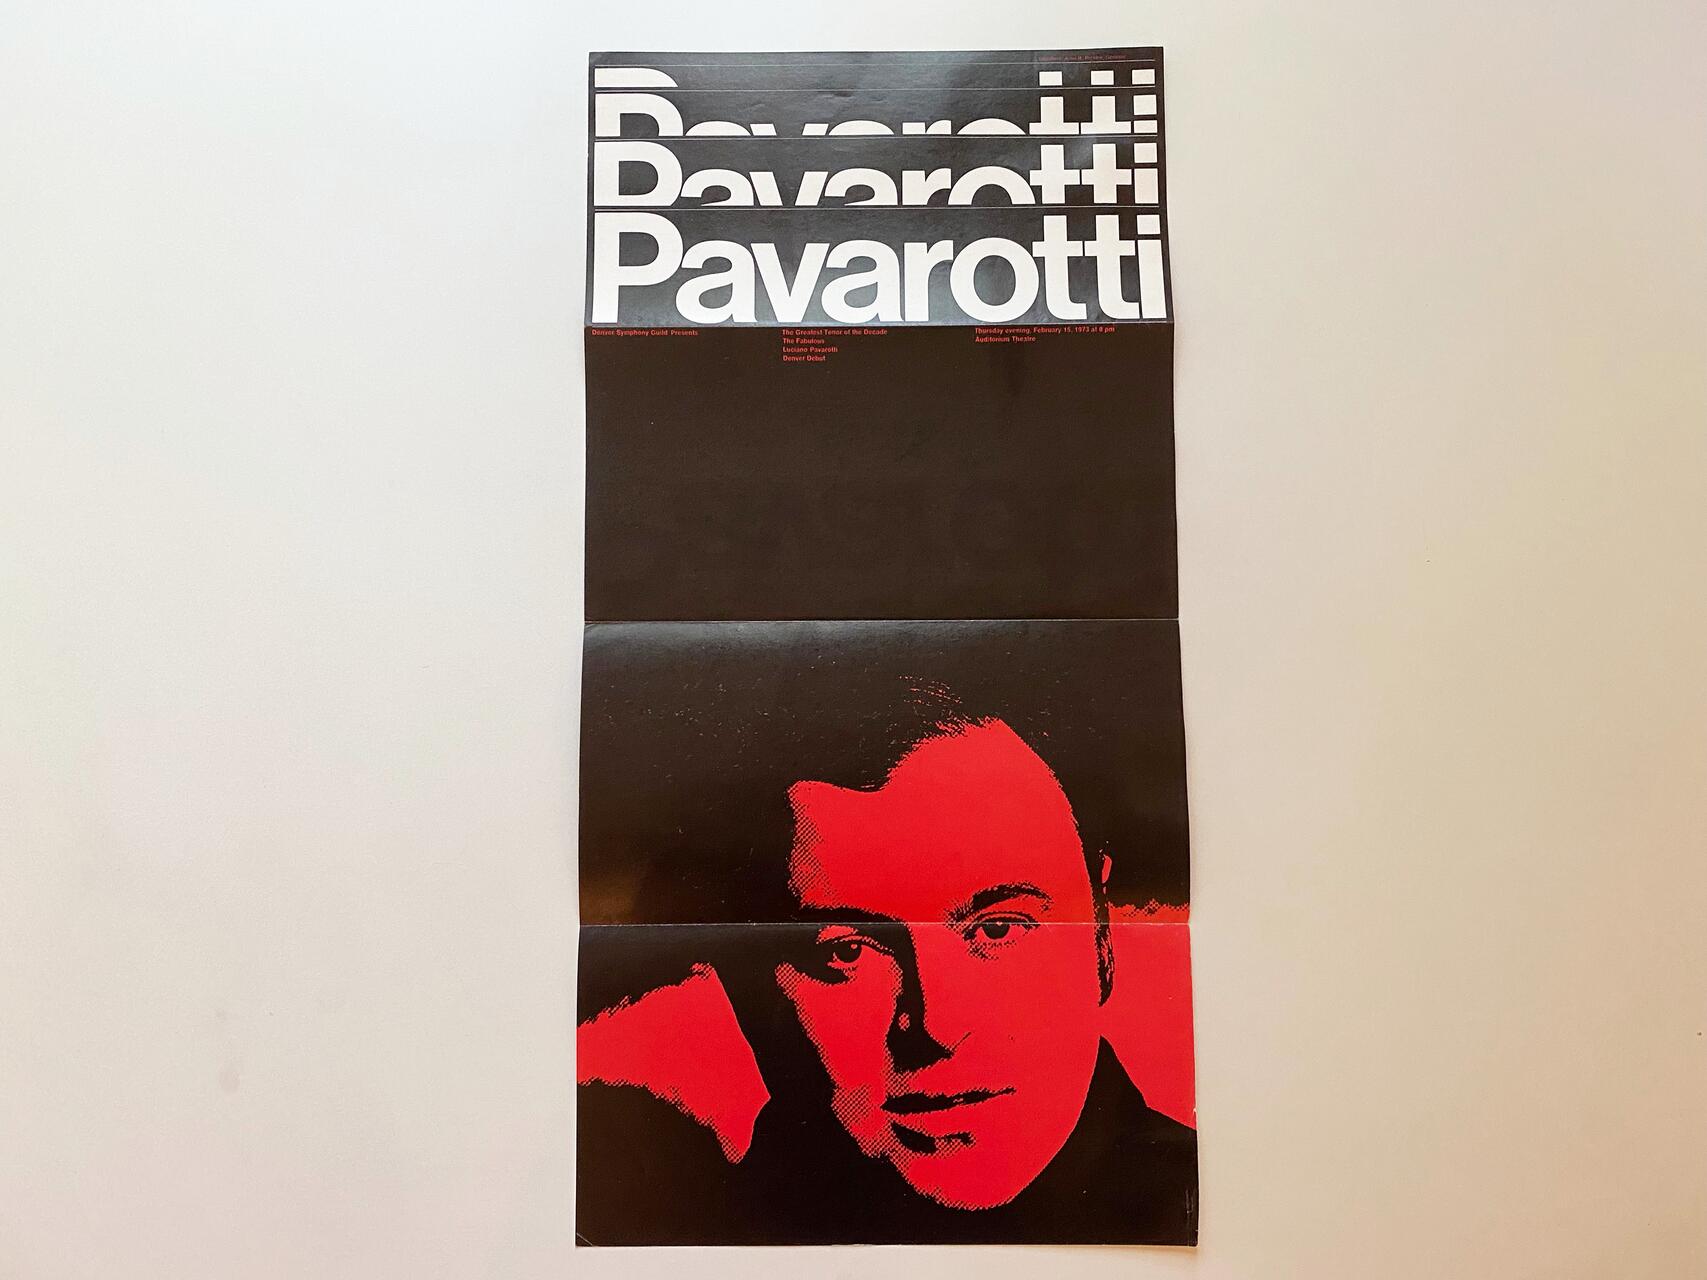 Pavarotti
Pavarotti
Pavarotti
Denver Symphony Guild Presents
The Greatest Tenor of the Decade
The Fabulous
Luciano Pavarotti
Denver Debut
Thursday evening, February 15, 1973 at 8 pm
Auditorium Theatre